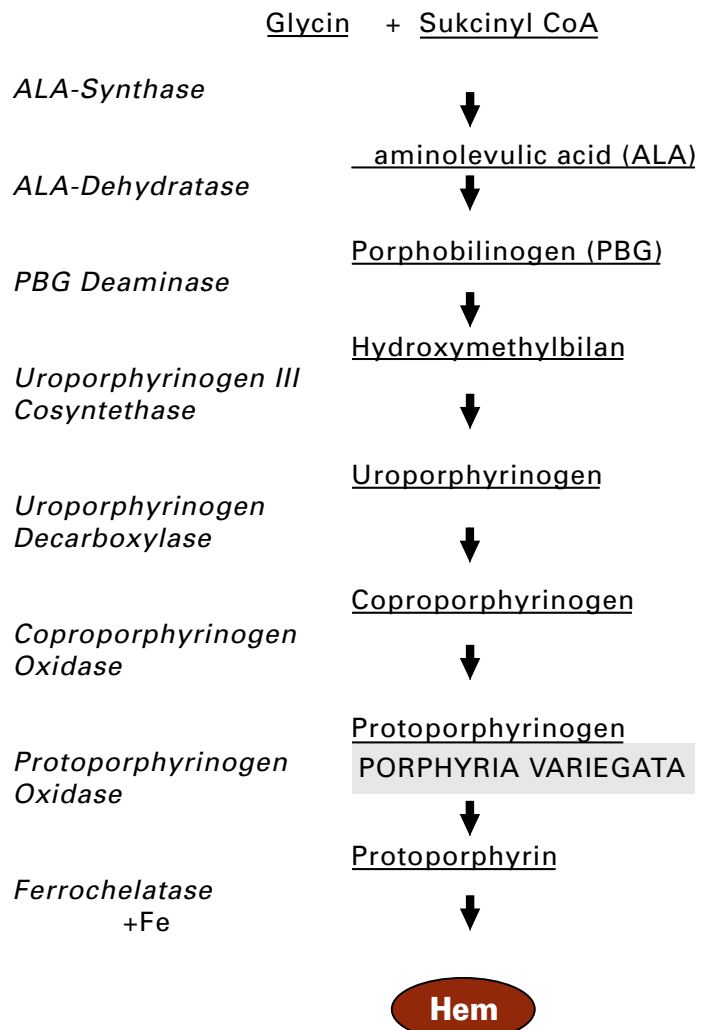 Glycin + Sukcinyl CoA
ALA-Synthase
aminolevulic acid (ALA)
ALA-Dehydratase
Porphobilinogen (PBG)
PBG Deaminase
Hydroxymethylbilan
Uroporphyrinogen III
Cosyntethase
Uroporphyrinogen
Uroporphyrinogen
Decarboxylase
Coproporphyrinogen
Coproporphyrinogen
Oxidase
Protoporphyrinogen
PORPHYRIA VARIEGATA
Protoporphyrinogen
Oxidase
Protoporphyrin
Ferrochelatase
+Fe
Hem